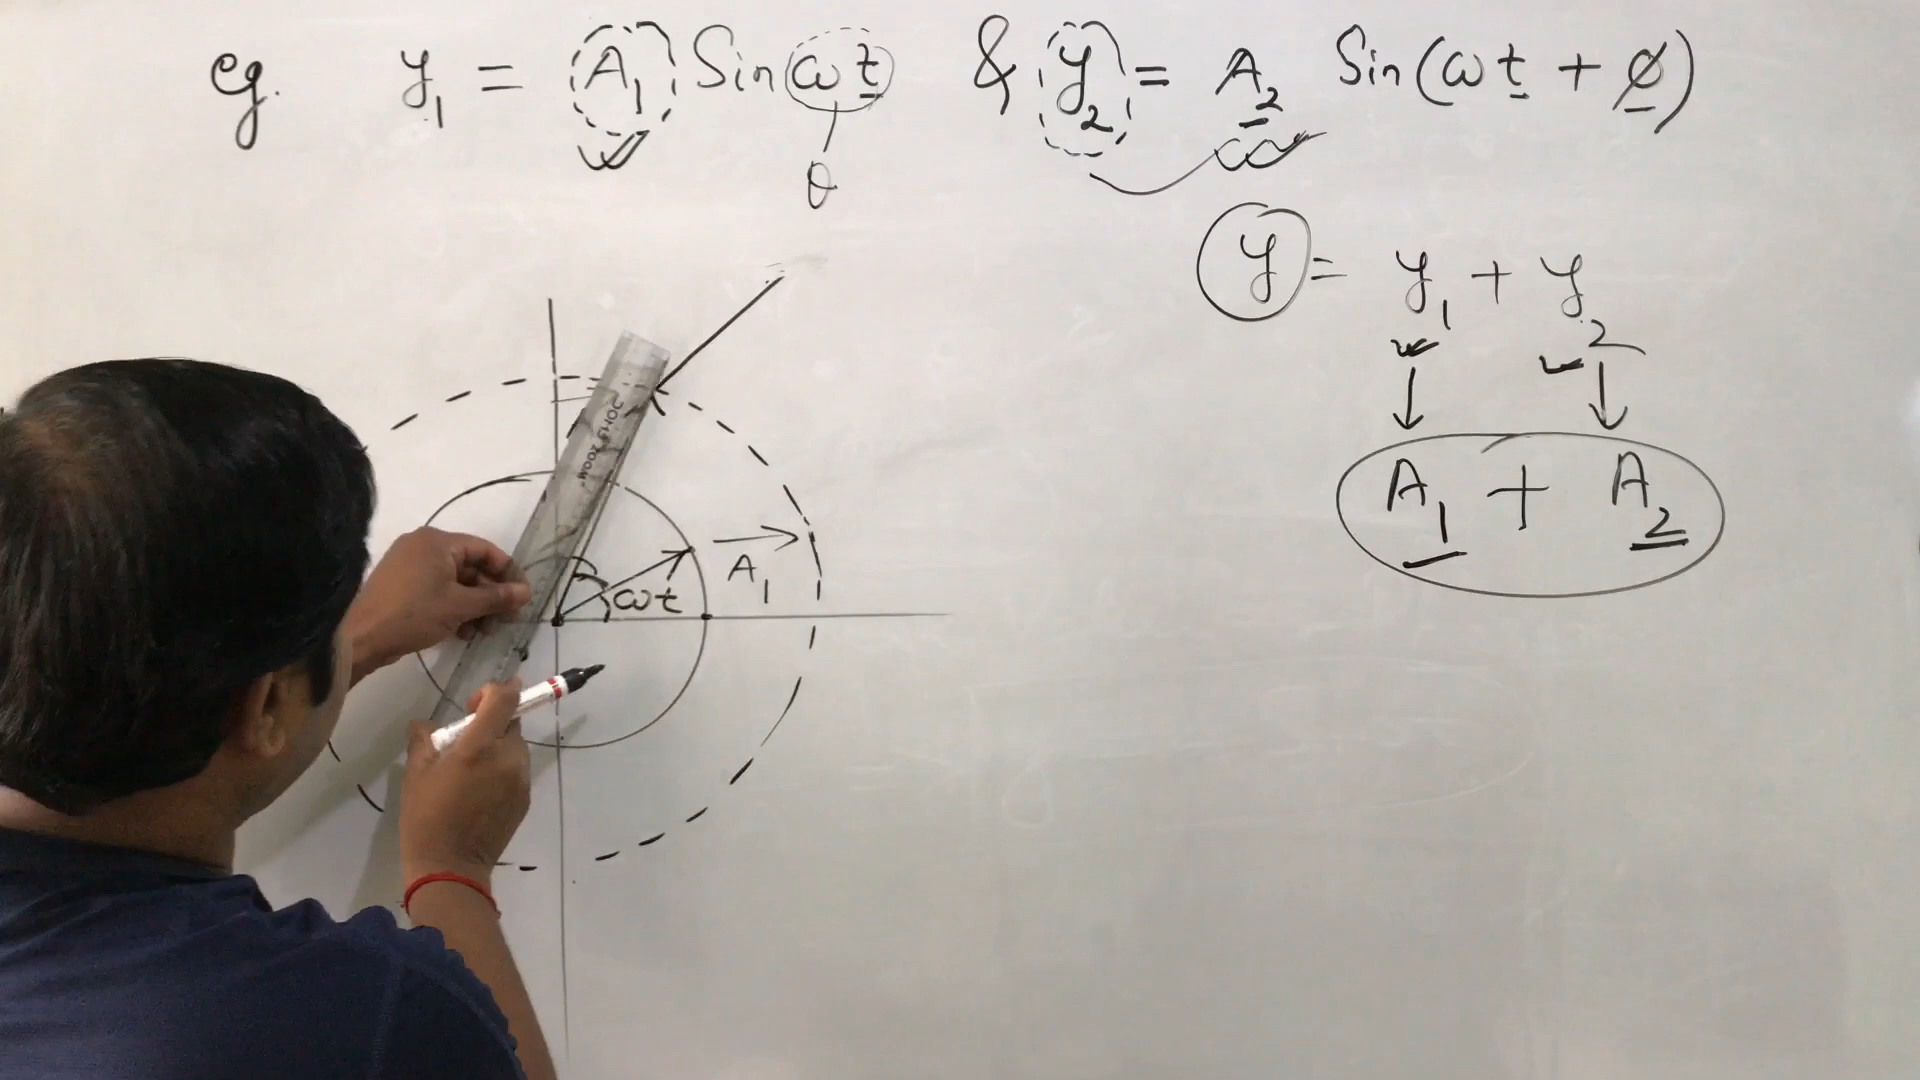 eg. y₁ = A₁ Sin ωt & y₂ = A₂ Sin(ωt + ø)
θ
y = y₁ + y₂
A₁ + A₂
A₁
ωt